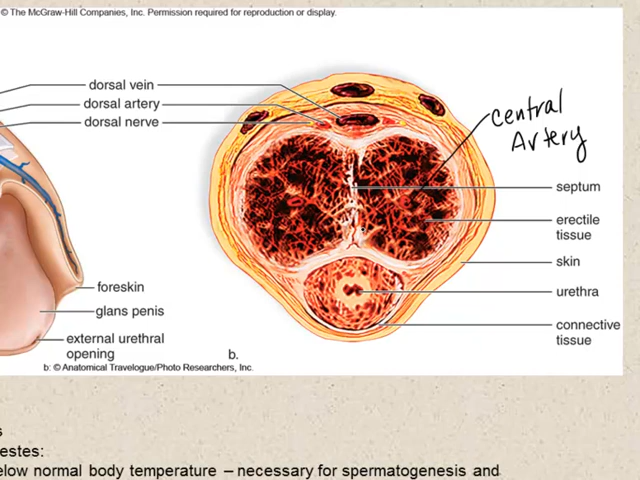 © The McGraw-Hill Companies, Inc. Permission required for reproduction or display.
dorsal vein
dorsal artery
dorsal nerve
central
Artery
septum
erectile
tissue
skin
urethra
connective
tissue
foreskin
glans penis
external urethral
opening
b.
b: © Anatomical Travelogue/Photo Researchers, Inc.
s
estes:
elow normal body temperature – necessary for spermatogenesis and